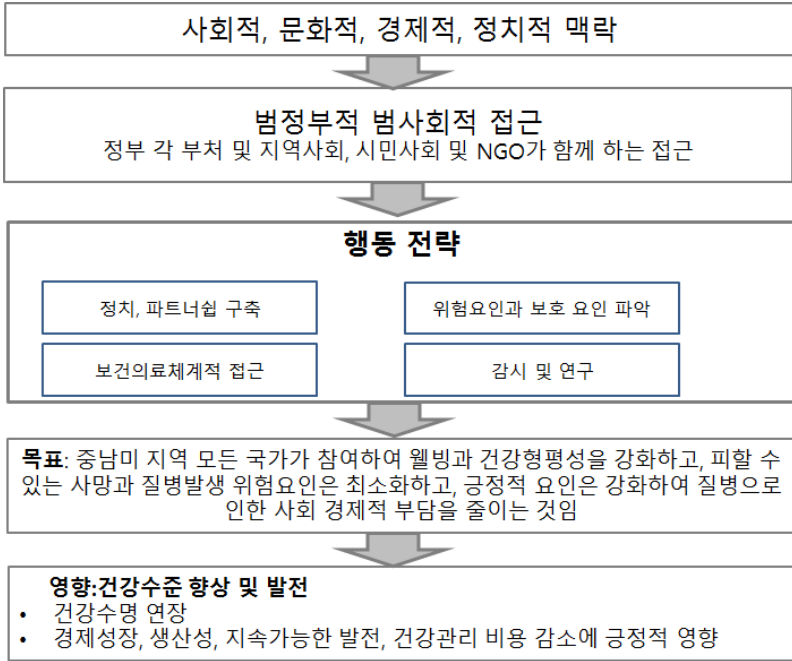 사회적, 문화적, 경제적, 정치적 맥락
범정부적 범사회적 접근
정부 각 부처 및 지역사회, 시민사회 및 NGO가 함께 하는 접근
행동 전략
정치, 파트너쉽 구축
위험요인과 보호 요인 파악
보건의료체계적 접근
감시 및 연구
목표: 중남미 지역 모든 국가가 참여하여 웰빙과 건강형평성을 강화하고, 피할 수
있는 사망과 질병발생 위험요인은 최소화하고, 긍정적 요인은 강화하여 질병으로
인한 사회 경제적 부담을 줄이는 것임
영향:건강수준 향상 및 발전
• 건강수명 연장
• 경제성장, 생산성, 지속가능한 발전, 건강관리 비용 감소에 긍정적 영향